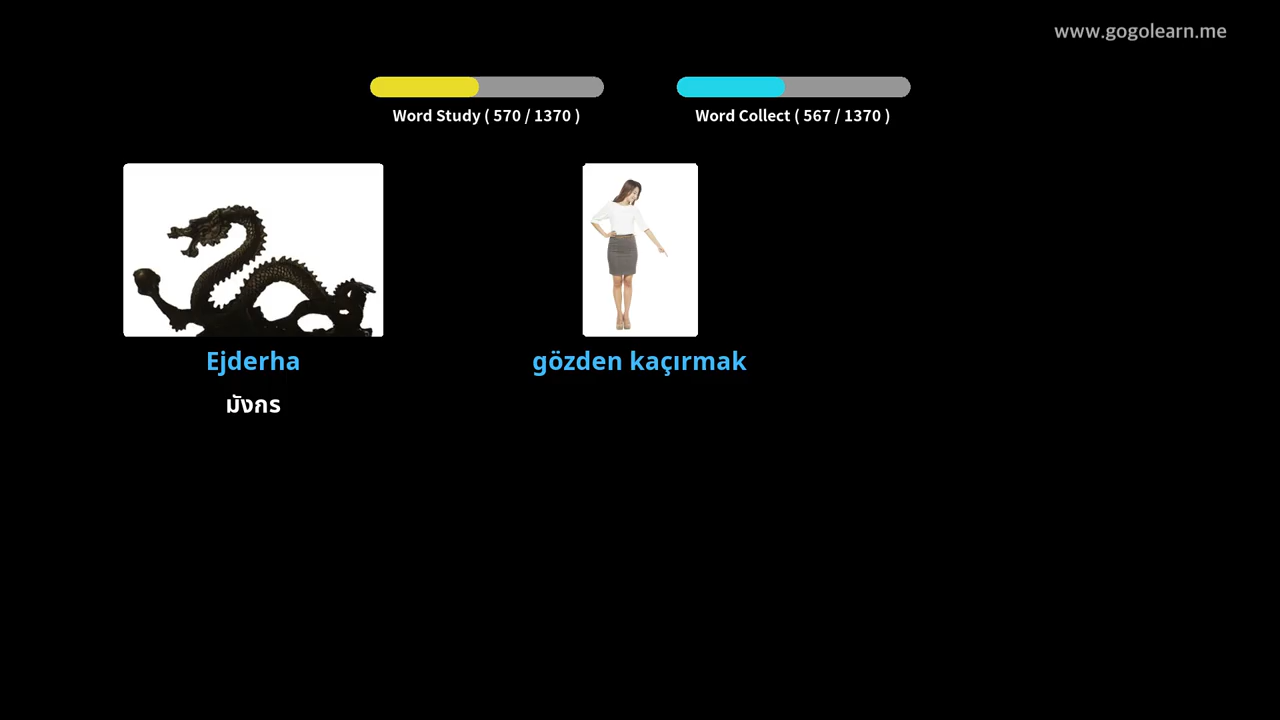 www.gogolearn.me
Word Study ( 570 / 1370 )
Word Collect ( 567 / 1370 )
Ejderha
gözden kaçırmak
มังกร